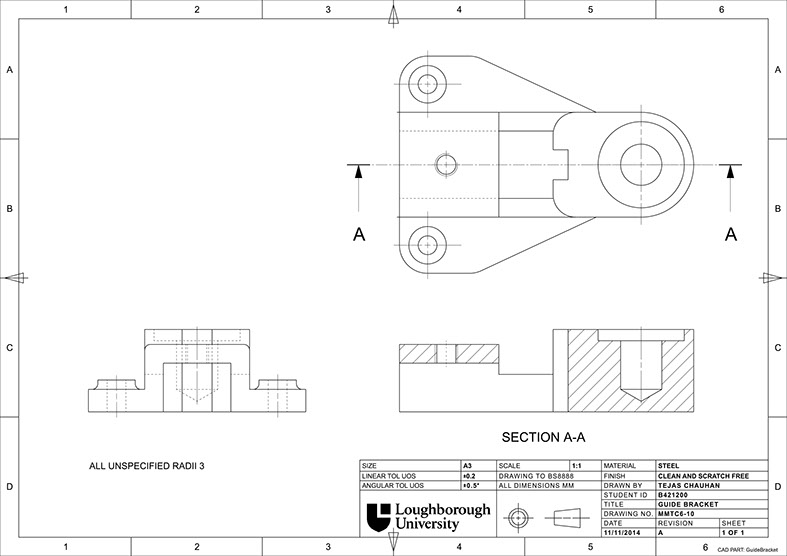 1 2 3 4 5 6
A A
B B
A A
C C
SECTION A-A
ALL UNSPECIFIED RADII 3
D D
SIZE A3 SCALE 1:1 MATERIAL STEEL
LINEAR TOL UOS ±0.2 DRAWING TO BS8888 FINISH CLEAN AND SCRATCH FREE
ANGULAR TOL UOS ±0.5° ALL DIMENSIONS MM DRAWN BY TEJAS CHAUHAN
STUDENT ID B421200
TITLE GUIDE BRACKET
DRAWING NO. MMTC6-10
DATE REVISION SHEET
11/11/2014 A 1 OF 1
Loughborough
University
1 2 3 4 5 6
CAD PART: GuideBracket